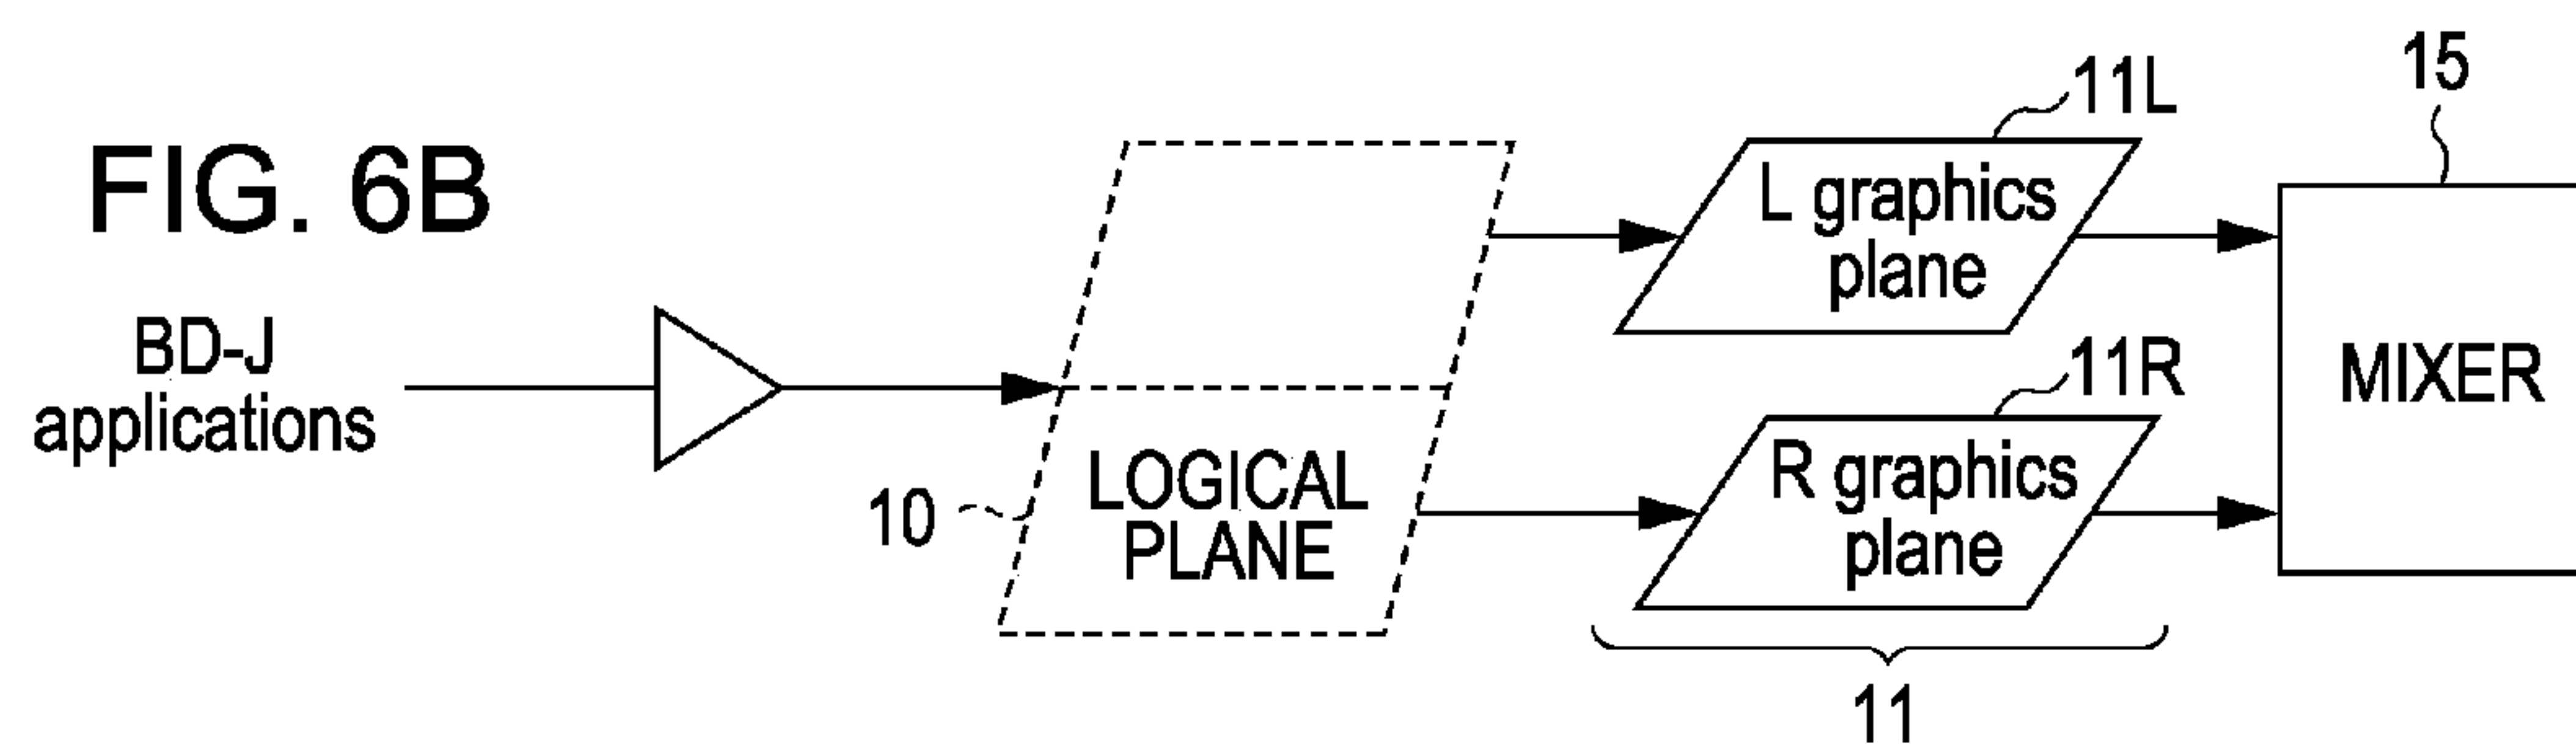 FIG. 6B
BD-J
applications
10
LOGICAL
PLANE
11L
L graphics
plane
11R
R graphics
plane
11
15
MIXER